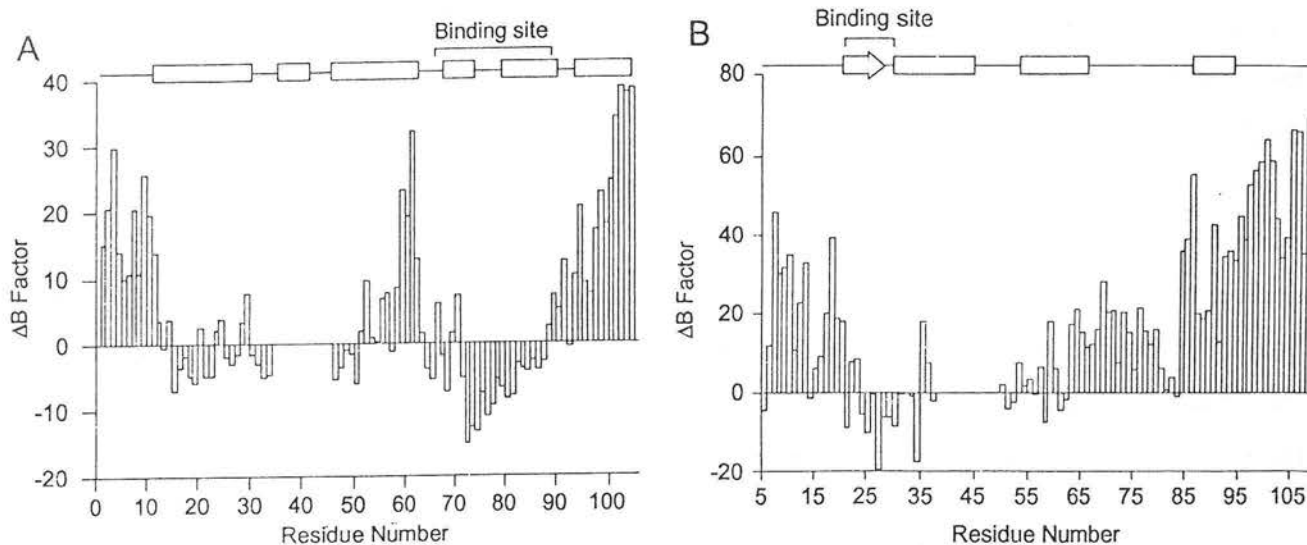 A
Binding site
40
30
20
10
0
-10
-20
ΔB Factor
0 10 20 30 40 50 60 70 80 90 100
Residue Number
B
Binding site
80
60
40
20
0
-20
ΔB Factor
5 15 25 35 45 55 65 75 85 95 105
Residue Number